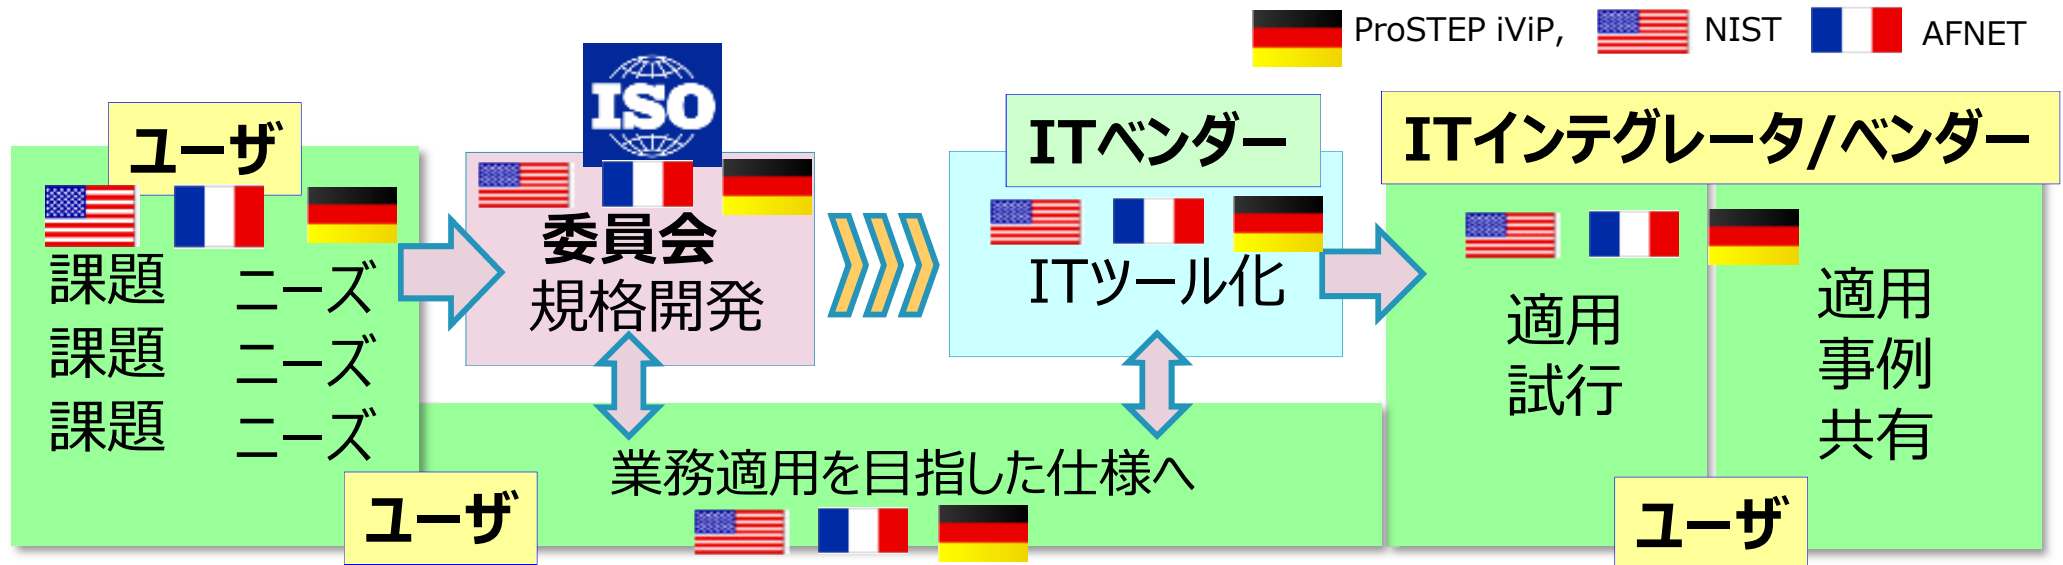 ProSTEP iViP, NIST AFNET
ユーザ
課題 ニーズ
課題 ニーズ
課題 ニーズ
ISO
委員会
規格開発
ITベンダー
ITツール化
ITインテグレータ/ベンダー
適用
試行
適用
事例
共有
業務適用を目指した仕様へ
ユーザ
ユーザ